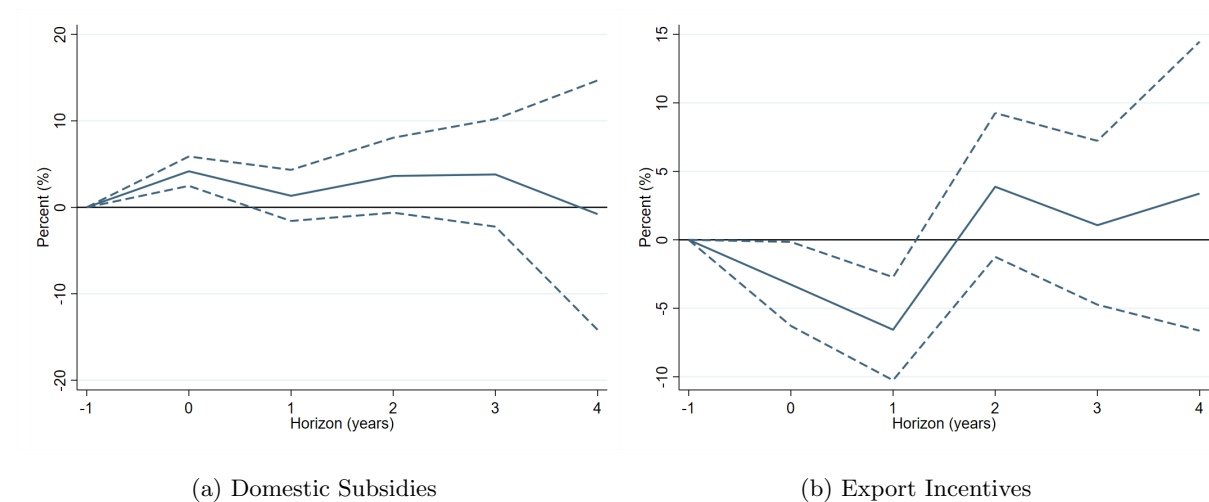 20
10
0
-10
-20
Percent (%)
-1 0 1 2 3 4
Horizon (years)
(a) Domestic Subsidies
15
10
5
0
-5
-10
Percent (%)
-1 0 1 2 3 4
Horizon (years)
(b) Export Incentives